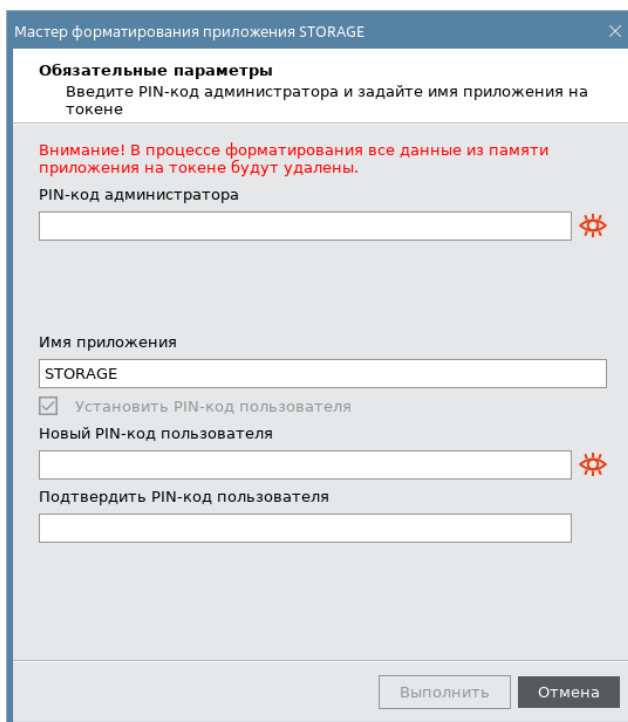 Мастер форматирования приложения STORAGE
Обязательные параметры
Введите PIN-код администратора и задайте имя приложения на
токене
Внимание! В процессе форматирования все данные из памяти
приложения на токене будут удалены.
PIN-код администратора
Имя приложения
STORAGE
Установить PIN-код пользователя
Новый PIN-код пользователя
Подтвердить PIN-код пользователя
Выполнить Отмена